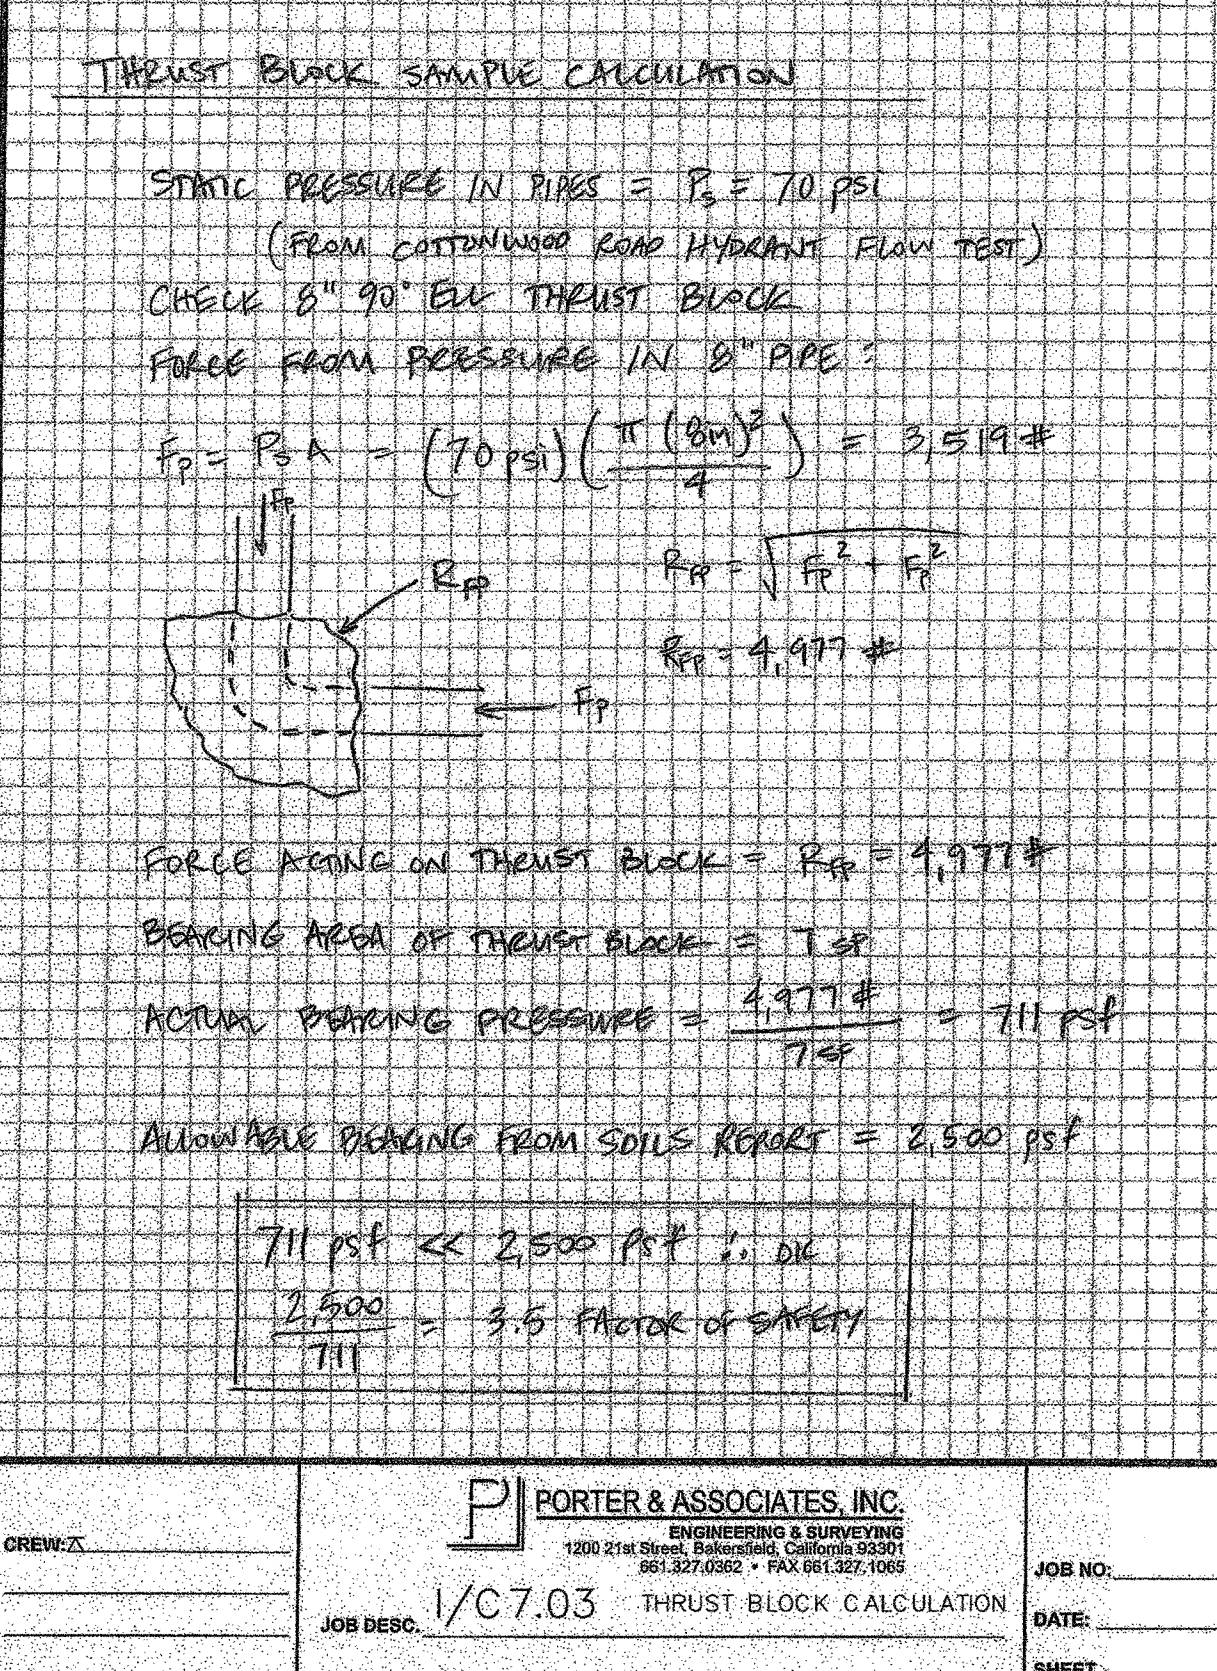 THRUST BLOCK SAMPLE CALCULATION
STATIC PRESSURE IN PIPES = Ps = 70 psi
(FROM COTTONWOOD ROAD HYDRANT FLOW TEST)
CHECK 8" 90° ELL THRUST BLOCK
FORCE FROM PRESSURE IN 8" PIPE:
Fp = Ps A = (70 psi)(π (8in)²/4) = 3,519 #
Fp
RFP
RFP = √(Fp² + Fp²)
RFP = 4,977 #
Fp
FORCE ACTING ON THRUST BLOCK = RFP = 4,977 #
BEARING AREA OF THRUST BLOCK = 7 SF
ACTUAL BEARING PRESSURE = 4,977 # / 7 SF = 711 psf
ALLOWABLE BEARING FROM SOILS REPORT = 2,500 psf
711 psf << 2,500 psf ∴ OK
2,500 / 711 = 3.5 FACTOR OF SAFETY
PORTER & ASSOCIATES, INC.
ENGINEERING & SURVEYING
1200 21st Street, Bakersfield, California 93301
661.327.0362 • FAX 661.327.1065
CREW:
JOB DESC. 1/C7.03 THRUST BLOCK CALCULATION
JOB NO:
DATE:
SHEET